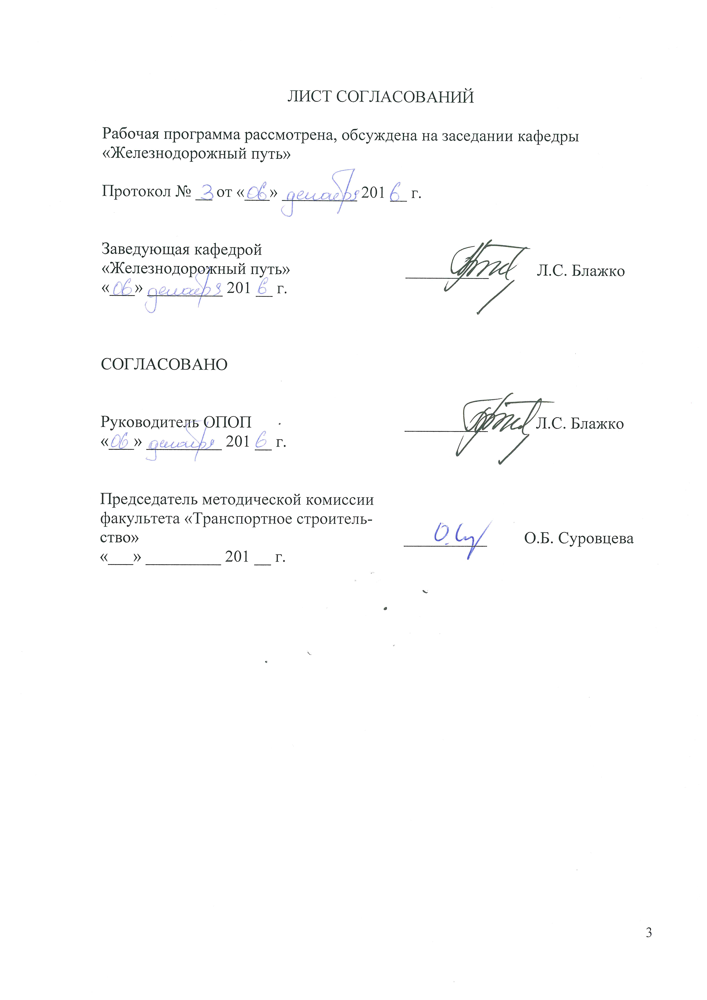 ЛИСТ СОГЛАСОВАНИЙ
Рабочая программа рассмотрена, обсуждена на заседании кафедры
«Железнодорожный путь»
Протокол № 3 от «06» декабря 2016 г.
Заведующая кафедрой
«Железнодорожный путь» Л.С. Блажко
«06» декабря 2016 г.
СОГЛАСОВАНО
Руководитель ОПОП Л.С. Блажко
«06» декабря 2016 г.
Председатель методической комиссии
факультета «Транспортное строитель-
ство» О.Б. Суровцева
«___» _________ 201 __ г.
3